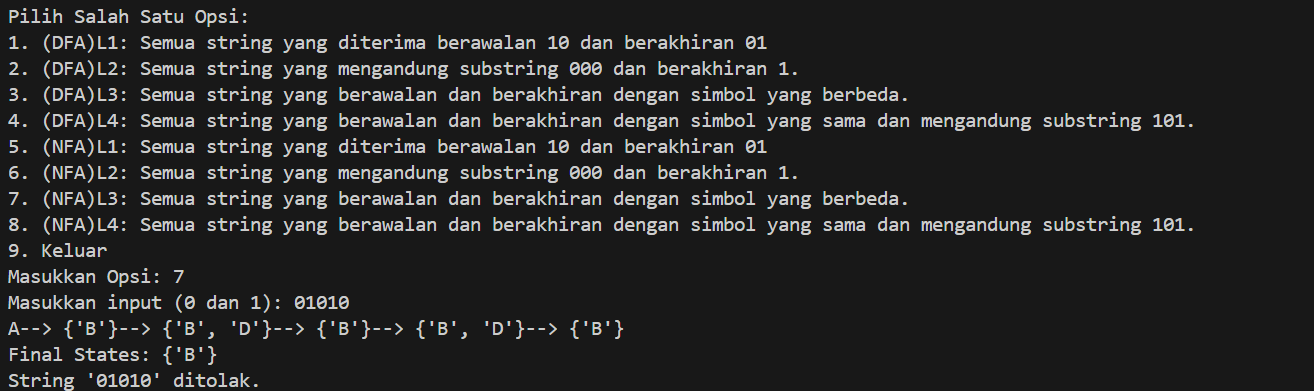 Pilih Salah Satu Opsi:
1. (DFA)L1: Semua string yang diterima berawalan 10 dan berakhiran 01
2. (DFA)L2: Semua string yang mengandung substring 000 dan berakhiran 1.
3. (DFA)L3: Semua string yang berawalan dan berakhiran dengan simbol yang berbeda.
4. (DFA)L4: Semua string yang berawalan dan berakhiran dengan simbol yang sama dan mengandung substring 101.
5. (NFA)L1: Semua string yang diterima berawalan 10 dan berakhiran 01
6. (NFA)L2: Semua string yang mengandung substring 000 dan berakhiran 1.
7. (NFA)L3: Semua string yang berawalan dan berakhiran dengan simbol yang berbeda.
8. (NFA)L4: Semua string yang berawalan dan berakhiran dengan simbol yang sama dan mengandung substring 101.
9. Keluar
Masukkan Opsi: 7
Masukkan input (0 dan 1): 01010
A--> {'B'}--> {'B', 'D'}--> {'B'}--> {'B', 'D'}--> {'B'}
Final States: {'B'}
String '01010' ditolak.